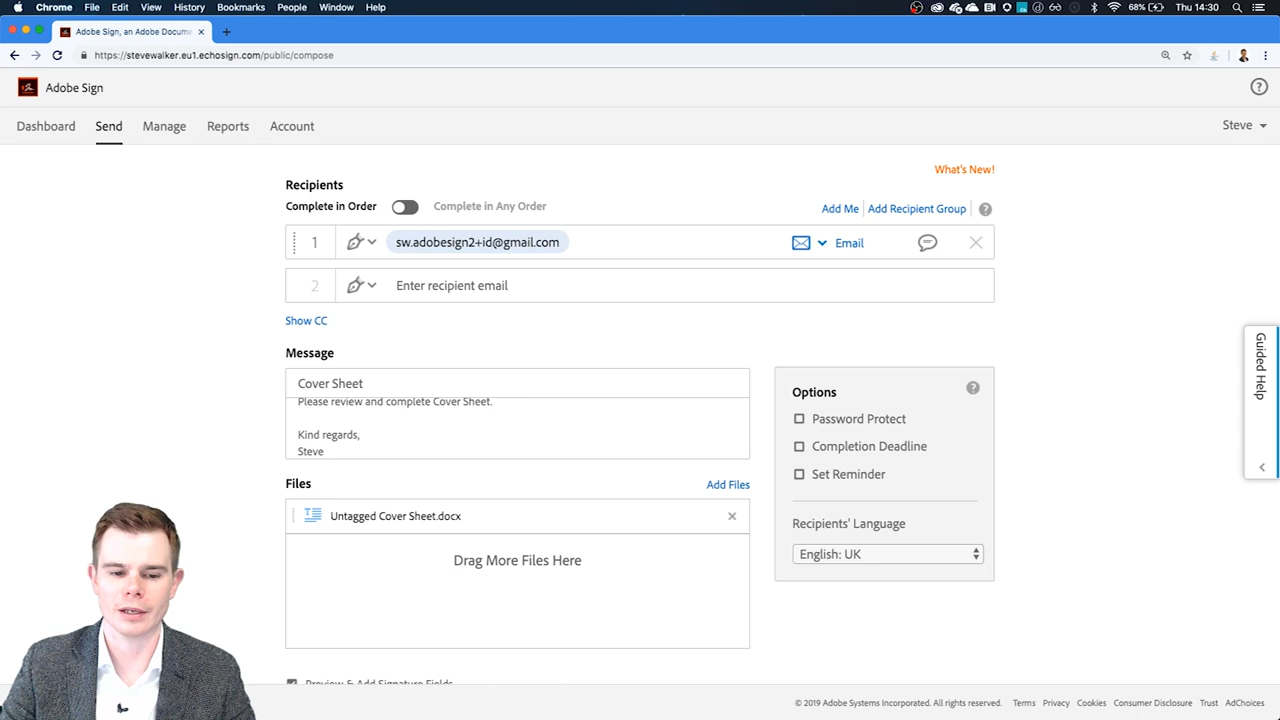 Chrome File Edit View History Bookmarks People Window Help 68% Thu 14:30
Adobe Sign, an Adobe Docume
https://stevewalker.eu1.echosign.com/public/compose
Adobe Sign
Dashboard Send Manage Reports Account Steve
What's New!
Recipients
Complete in Order Complete in Any Order Add Me Add Recipient Group ?
1 sw.adobesign2+id@gmail.com Email
2 Enter recipient email
Show CC
Message
Cover Sheet
Please review and complete Cover Sheet.
Kind regards,
Steve
Options ?
Password Protect
Completion Deadline
Set Reminder
Recipients' Language
English: UK
Files Add Files
Untagged Cover Sheet.docx
Drag More Files Here
Preview & Add Signature Fields
Guided Help
© 2019 Adobe Systems Incorporated. All rights reserved. Terms Privacy Cookies Consumer Disclosure Trust AdChoices